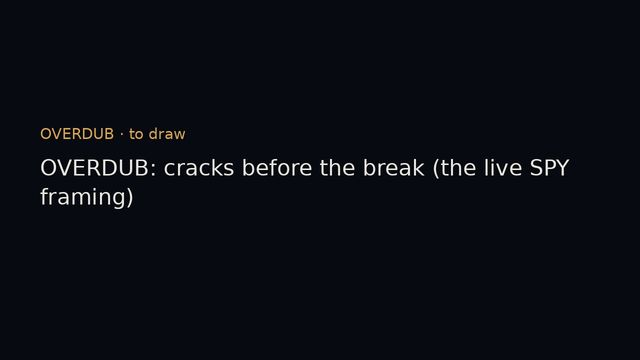 OVERDUB · to draw
OVERDUB: cracks before the break (the live SPY
framing)